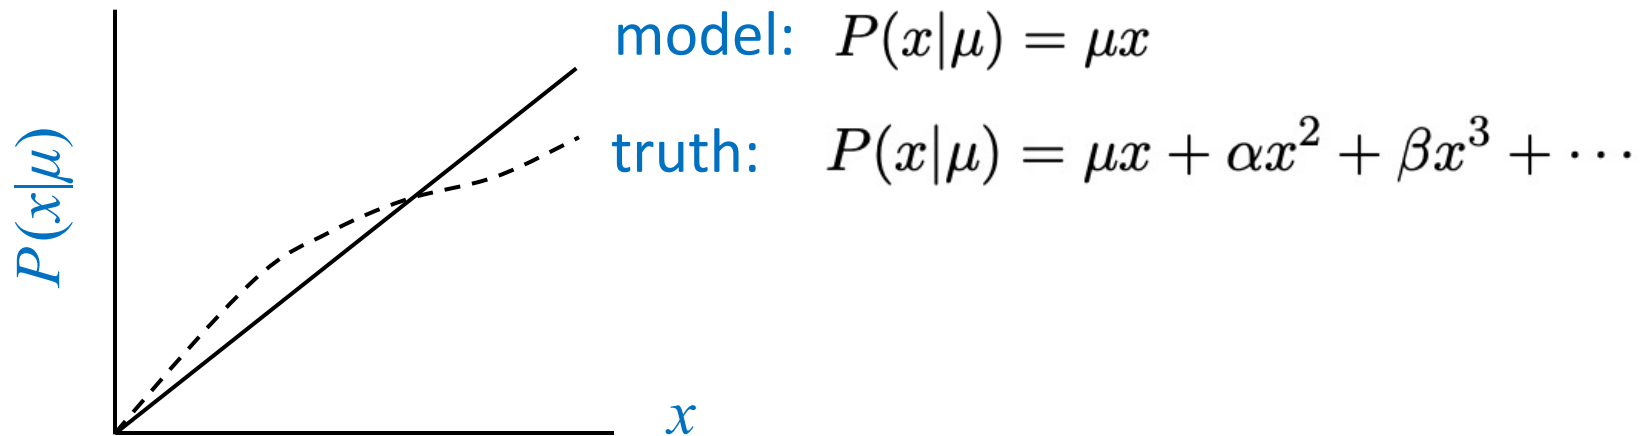 model: P(x|μ) = μx
truth: P(x|μ) = μx + αx² + βx³ + ⋯
P(x|μ)
x